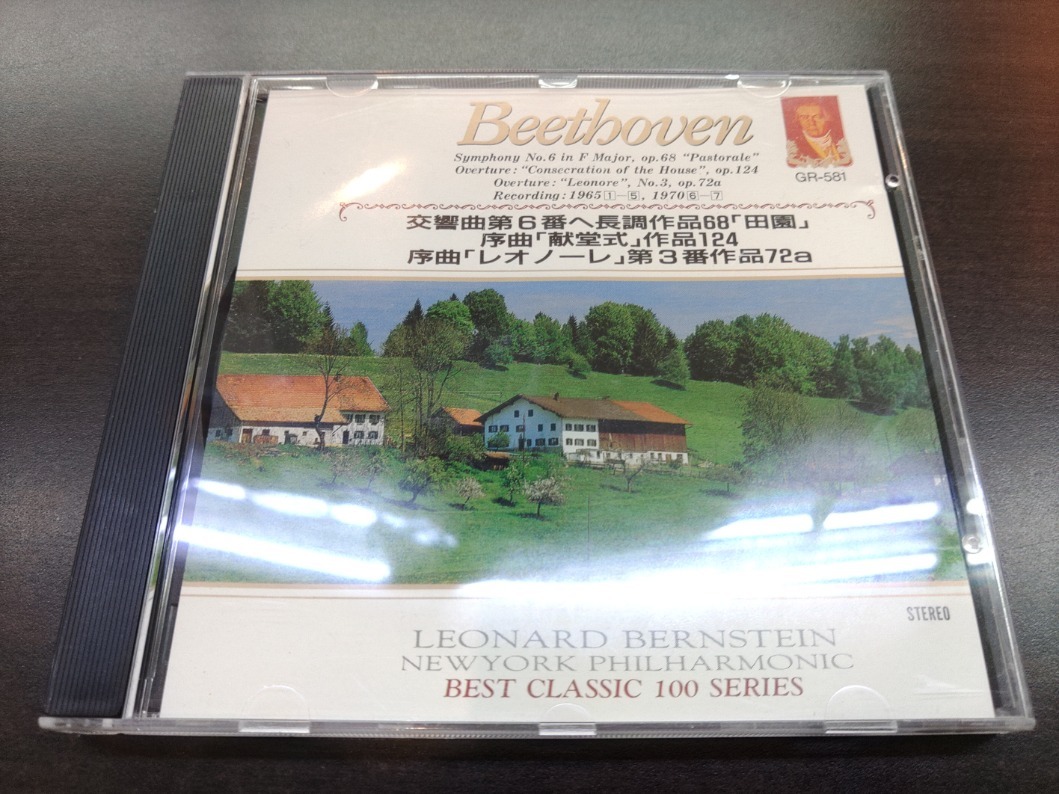 Beethoven
Symphony No.6 in F Major, op.68 "Pastorale"
Overture: "Consecration of the House", op.124
Overture: "Leonore", No.3, op.72a
Recording: 1965 1–5, 1970 6–7
GR-581
交響曲第6番ヘ長調作品68「田園」
序曲「献堂式」作品124
序曲「レオノーレ」第3番作品72a
STEREO
LEONARD BERNSTEIN
NEWYORK PHILHARMONIC
BEST CLASSIC 100 SERIES